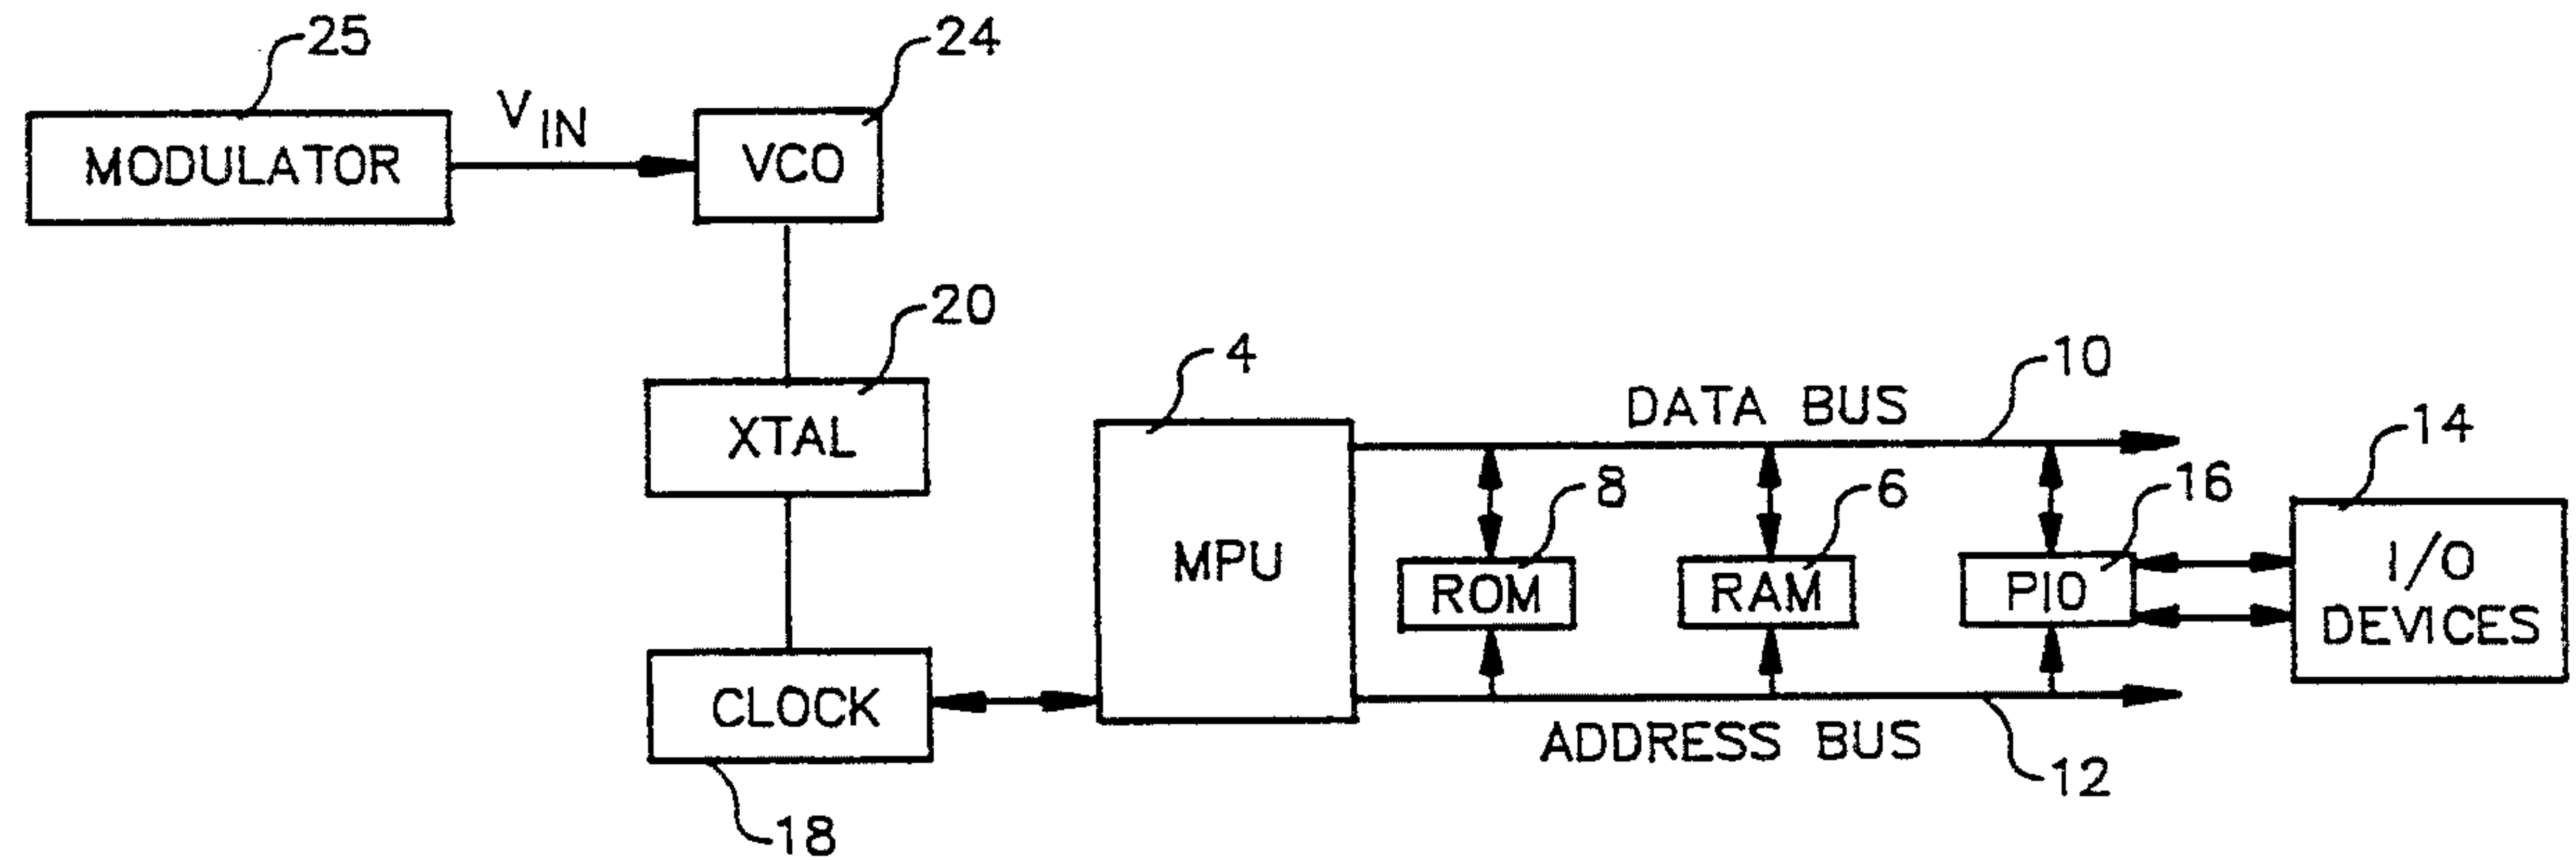 25
24
V IN
MODULATOR
VCO
20
4
10
XTAL
DATA BUS
14
8
6
16
MPU
ROM
RAM
PIO
I/O
DEVICES
CLOCK
ADDRESS BUS
12
18